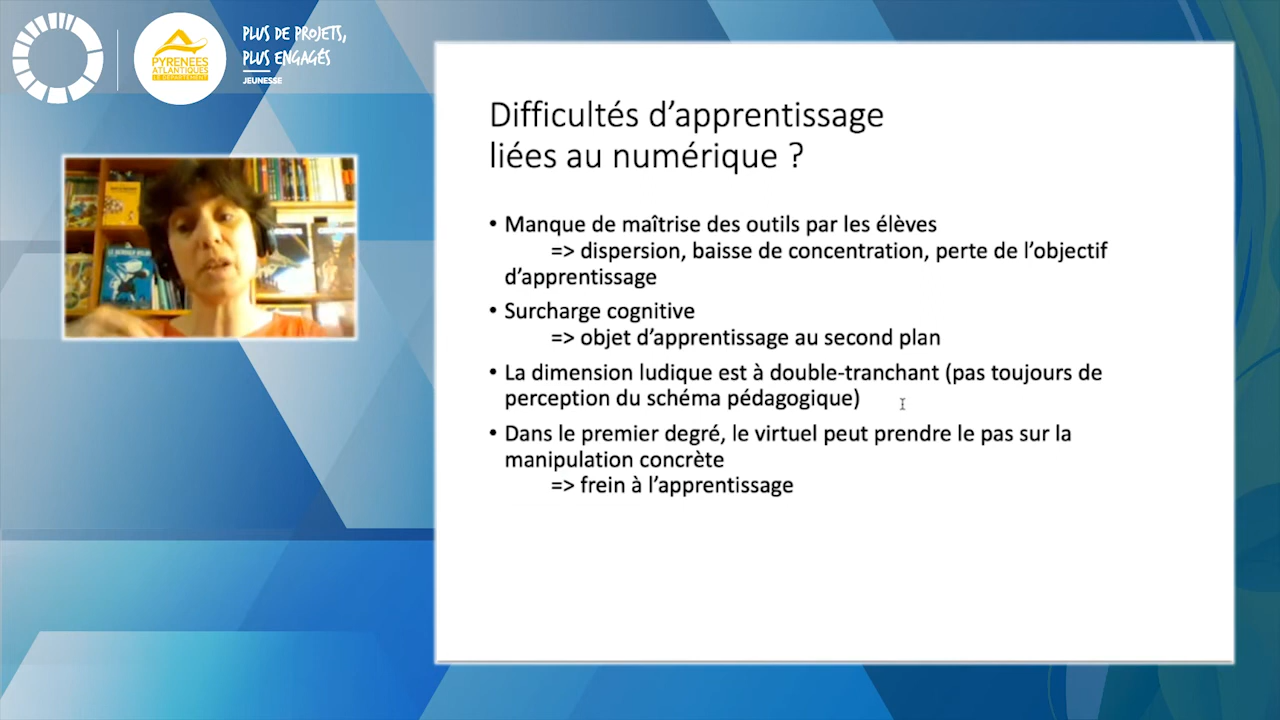 PLUS DE PROJETS,
PLUS ENGAGÉS
JEUNESSE
PYRENEES
ATLANTIQUES
LE DEPARTEMENT
Difficultés d’apprentissage
liées au numérique ?
• Manque de maîtrise des outils par les élèves
=> dispersion, baisse de concentration, perte de l’objectif
d’apprentissage
• Surcharge cognitive
=> objet d’apprentissage au second plan
• La dimension ludique est à double-tranchant (pas toujours de
perception du schéma pédagogique)
• Dans le premier degré, le virtuel peut prendre le pas sur la
manipulation concrète
=> frein à l’apprentissage